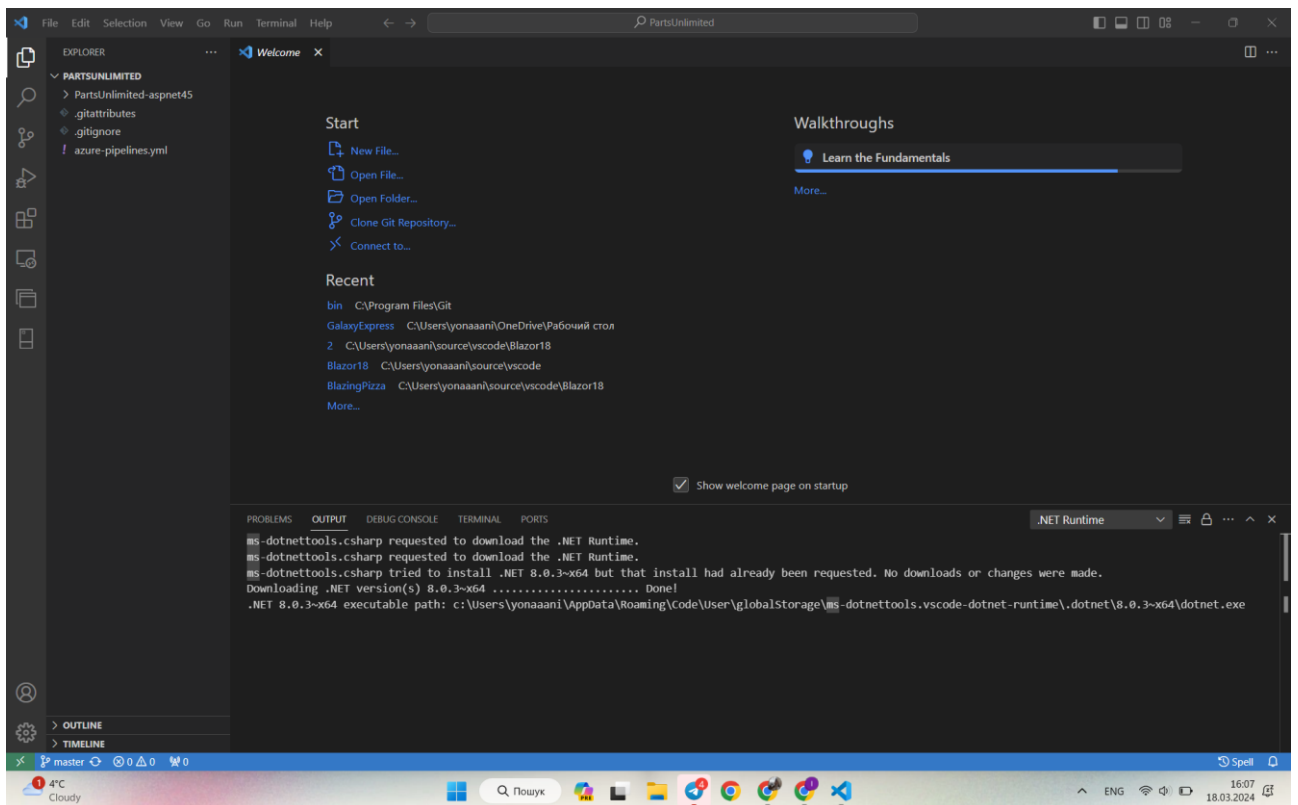 File Edit Selection View Go Run Terminal Help PartsUnlimited
EXPLORER
PARTSUNLIMITED
PartsUnlimited-aspnet45
.gitattributes
.gitignore
! azure-pipelines.yml
OUTLINE
TIMELINE
Welcome
Start
New File...
Open File...
Open Folder...
Clone Git Repository...
Connect to...
Recent
bin C:\Program Files\Git
GalaxyExpress C:\Users\yonaaani\OneDrive\Рабочий стол
2 C:\Users\yonaaani\source\vscode\Blazor18
Blazor18 C:\Users\yonaaani\source\vscode
BlazingPizza C:\Users\yonaaani\source\vscode\Blazor18
More...
Walkthroughs
Learn the Fundamentals
More...
Show welcome page on startup
PROBLEMS OUTPUT DEBUG CONSOLE TERMINAL PORTS .NET Runtime
ms-dotnettools.csharp requested to download the .NET Runtime.
ms-dotnettools.csharp requested to download the .NET Runtime.
ms-dotnettools.csharp tried to install .NET 8.0.3~x64 but that install had already been requested. No downloads or changes were made.
Downloading .NET version(s) 8.0.3~x64 ....................... Done!
.NET 8.0.3~x64 executable path: c:\Users\yonaaani\AppData\Roaming\Code\User\globalStorage\ms-dotnettools.vscode-dotnet-runtime\.dotnet\8.0.3~x64\dotnet.exe
master 0 0 0 Spell
1 4°C
Cloudy
Пошук
PRE
4
ENG
16:07
18.03.2024